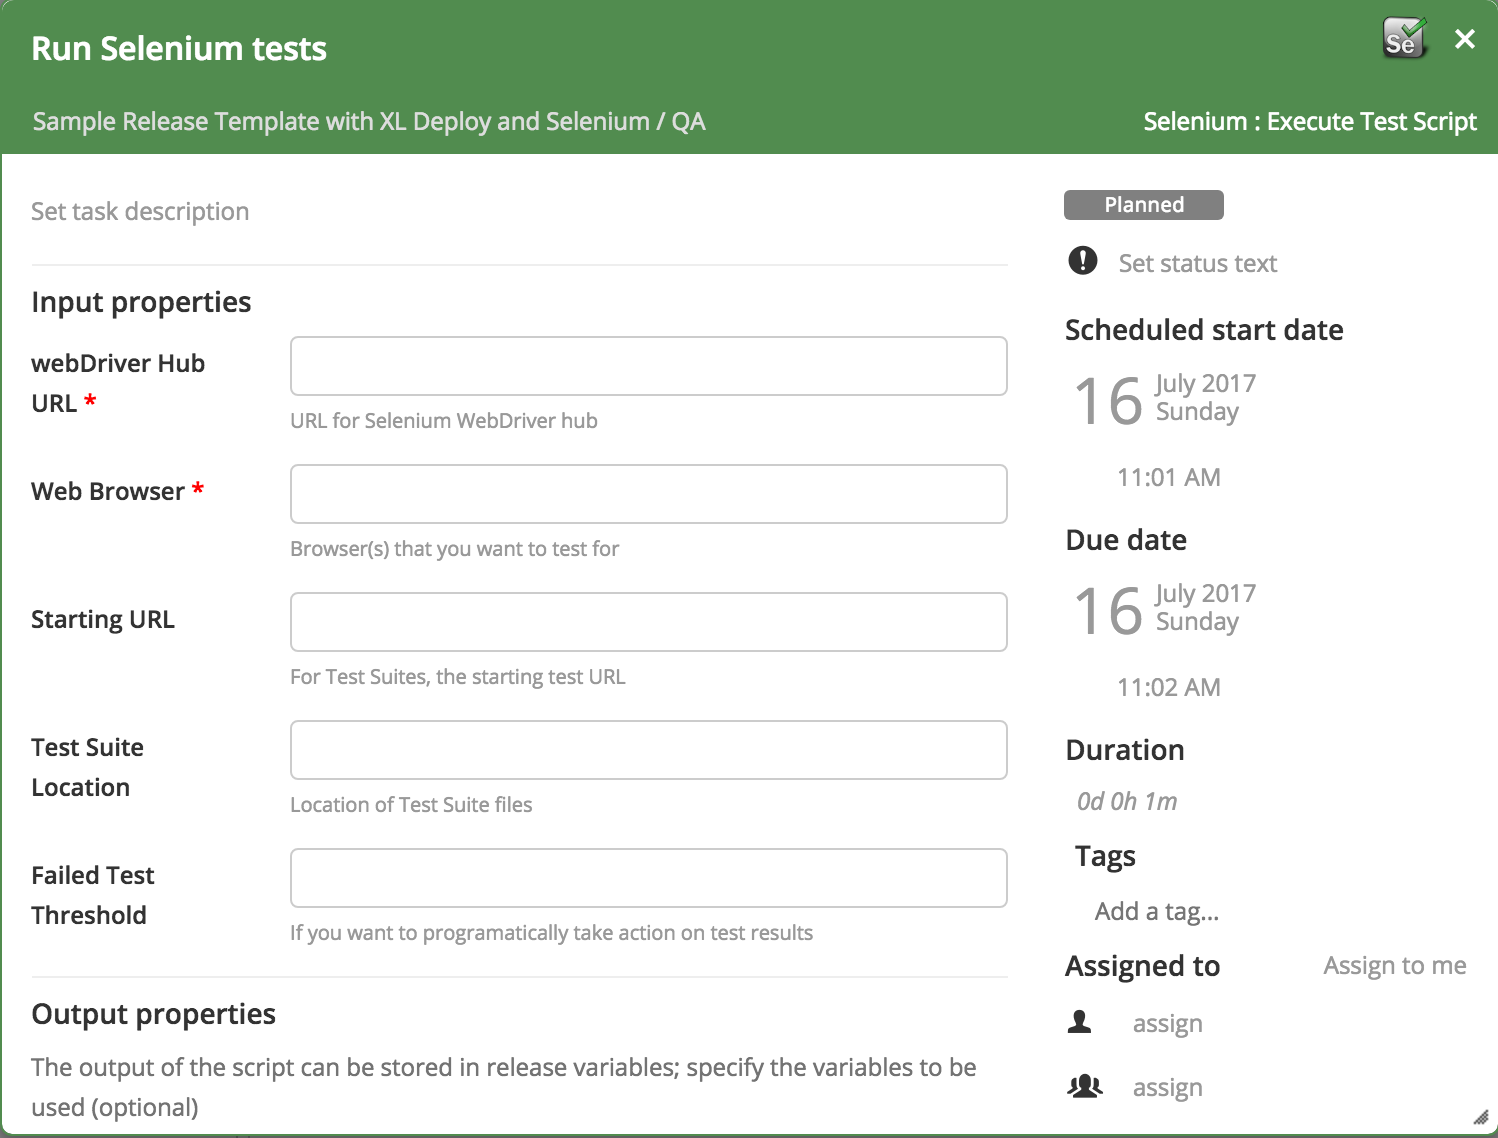 Run Selenium tests
Se
Sample Release Template with XL Deploy and Selenium / QA
Selenium : Execute Test Script
Set task description
Input properties
webDriver Hub
URL *
URL for Selenium WebDriver hub
Web Browser *
Browser(s) that you want to test for
Starting URL
For Test Suites, the starting test URL
Test Suite
Location
Location of Test Suite files
Failed Test
Threshold
If you want to programatically take action on test results
Output properties
The output of the script can be stored in release variables; specify the variables to be
used (optional)
Planned
Set status text
Scheduled start date
16
July 2017
Sunday
11:01 AM
Due date
16
July 2017
Sunday
11:02 AM
Duration
0d 0h 1m
Tags
Add a tag...
Assigned to
Assign to me
assign
assign